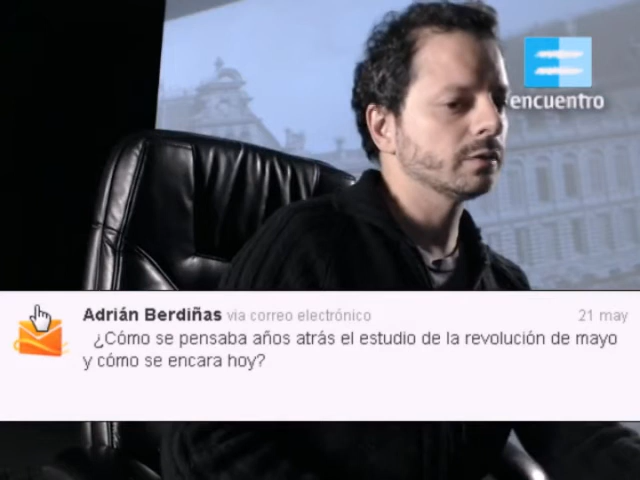 encuentro
Adrián Berdiñas via correo electrónico 21 may
¿Cómo se pensaba años atrás el estudio de la revolución de mayo
y cómo se encara hoy?